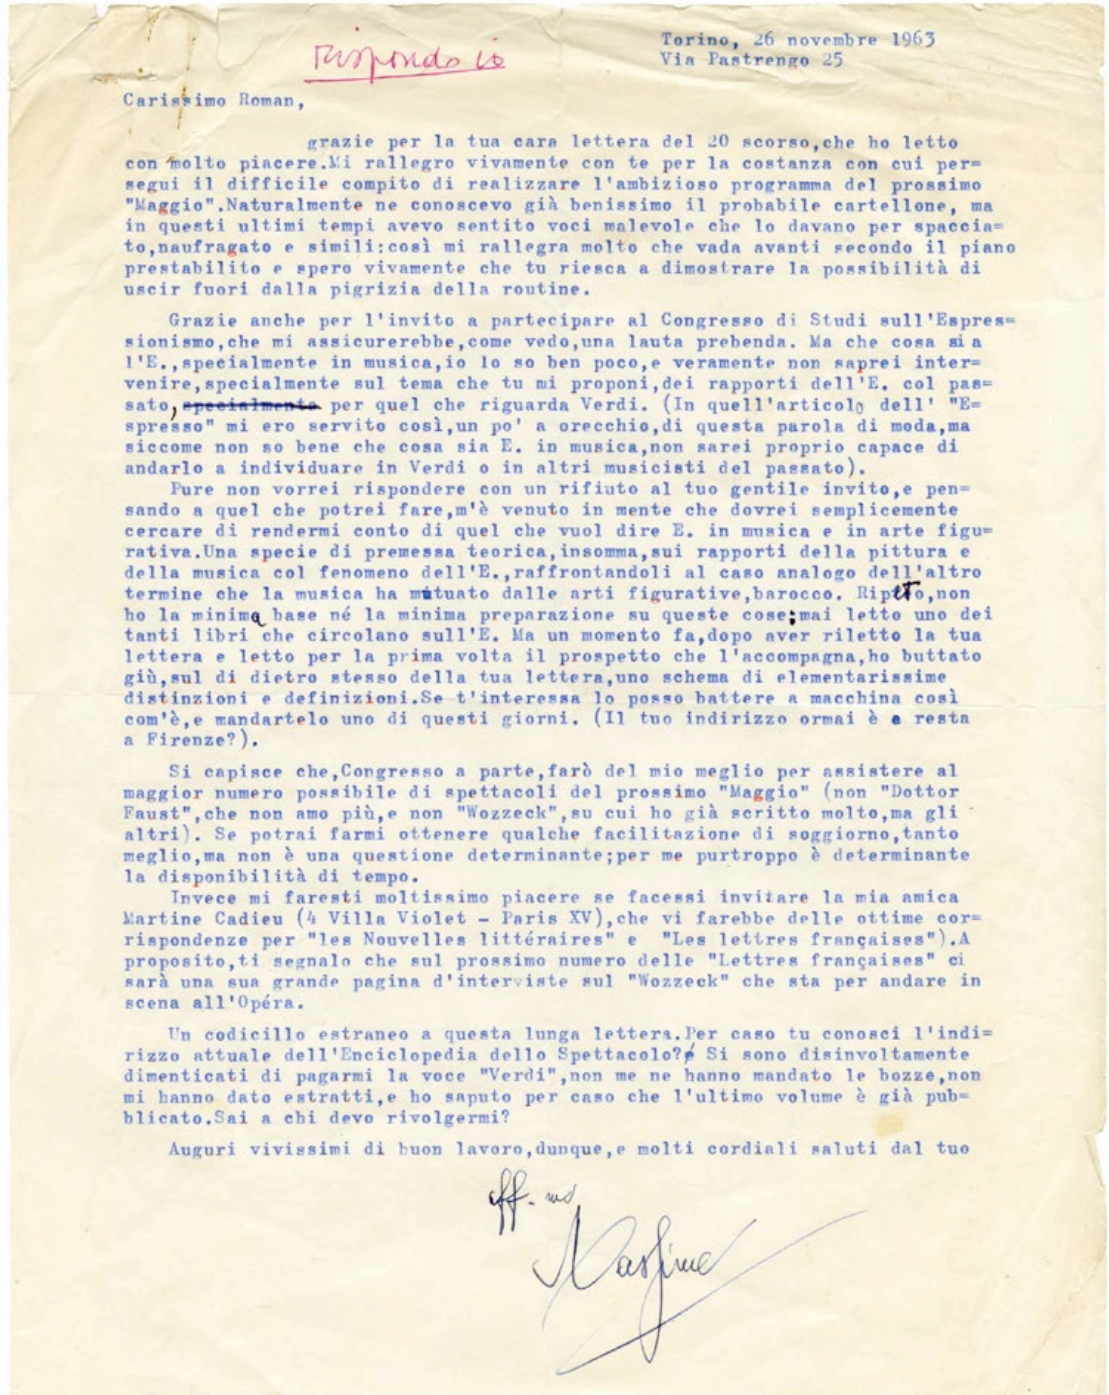 Rispondo io
Torino, 26 novembre 1963
Via Pastrengo 25
Carissimo Roman,
grazie per la tua cara lettera del 20 scorso,che ho letto
con molto piacere.Mi rallegro vivamente con te per la costanza con cui per=
segui il difficile compito di realizzare l'ambizioso programma del prossimo
"Maggio".Naturalmente ne conoscevo già benissimo il probabile cartellone, ma
in questi ultimi tempi avevo sentito voci malevole che lo davano per spaccia=
to,naufragato e simili:così mi rallegra molto che vada avanti secondo il piano
prestabilito e spero vivamente che tu riesca a dimostrare la possibilità di
uscir fuori dalla pigrizia della routine.
Grazie anche per l'invito a partecipare al Congresso di Studi sull'Espres=
sionismo,che mi assicurerebbe,come vedo,una lauta prebenda. Ma che cosa sia
l'E.,specialmente in musica,io lo so ben poco,e veramente non saprei inter=
venire,specialmente sul tema che tu mi proponi,dei rapporti dell'E. col pas=
sato, specialmente per quel che riguarda Verdi. (In quell'articolo dell' "E=
spresso" mi ero servito così,un po' a orecchio,di questa parola di moda,ma
siccome non so bene che cosa sia E. in musica,non sarei proprio capace di
andarlo a individuare in Verdi o in altri musicisti del passato).
Pure non vorrei rispondere con un rifiuto al tuo gentile invito,e pen=
sando a quel che potrei fare,m'è venuto in mente che dovrei semplicemente
cercare di rendermi conto di quel che vuol dire E. in musica e in arte figu=
rativa.Una specie di premessa teorica,insomma,sui rapporti della pittura e
della musica col fenomeno dell'E.,raffrontandoli al caso analogo dell'altro
termine che la musica ha mutuato dalle arti figurative,barocco. Ripeto,non
ho la minima base né la minima preparazione su queste cose;mai letto uno dei
tanti libri che circolano sull'E. Ma un momento fa,dopo aver riletto la tua
lettera e letto per la prima volta il prospetto che l'accompagna,ho buttato
giù,sul di dietro stesso della tua lettera,uno schema di elementarissime
distinzioni e definizioni.Se t'interessa lo posso battere a macchina così
com'è,e mandartelo uno di questi giorni. (Il tuo indirizzo ormai è e resta
a Firenze?).
Si capisce che,Congresso a parte,farò del mio meglio per assistere al
maggior numero possibile di spettacoli del prossimo "Maggio" (non "Dottor
Faust",che non amo più,e non "Wozzeck",su cui ho già scritto molto,ma gli
altri). Se potrai farmi ottenere qualche facilitazione di soggiorno,tanto
meglio,ma non è una questione determinante;per me purtroppo è determinante
la disponibilità di tempo.
Invece mi faresti moltissimo piacere se facessi invitare la mia amica
Martine Cadieu (4 Villa Violet - Paris XV),che vi farebbe delle ottime cor=
rispondenze per "les Nouvelles littéraires" e "Les lettres françaises").A
proposito,ti segnalo che sul prossimo numero delle "Lettres françaises" ci
sarà una sua grande pagina d'interviste sul "Wozzeck" che sta per andare in
scena all'Opéra.
Un codicillo estraneo a questa lunga lettera.Per caso tu conosci l'indi=
rizzo attuale dell'Enciclopedia dello Spettacolo? Si sono disinvoltamente
dimenticati di pagarmi la voce "Verdi",non me ne hanno mandato le bozze,non
mi hanno dato estratti,e ho saputo per caso che l'ultimo volume è già pub=
blicato.Sai a chi devo rivolgermi?
Auguri vivissimi di buon lavoro,dunque,e molti cordiali saluti dal tuo
aff.mo
Massimo